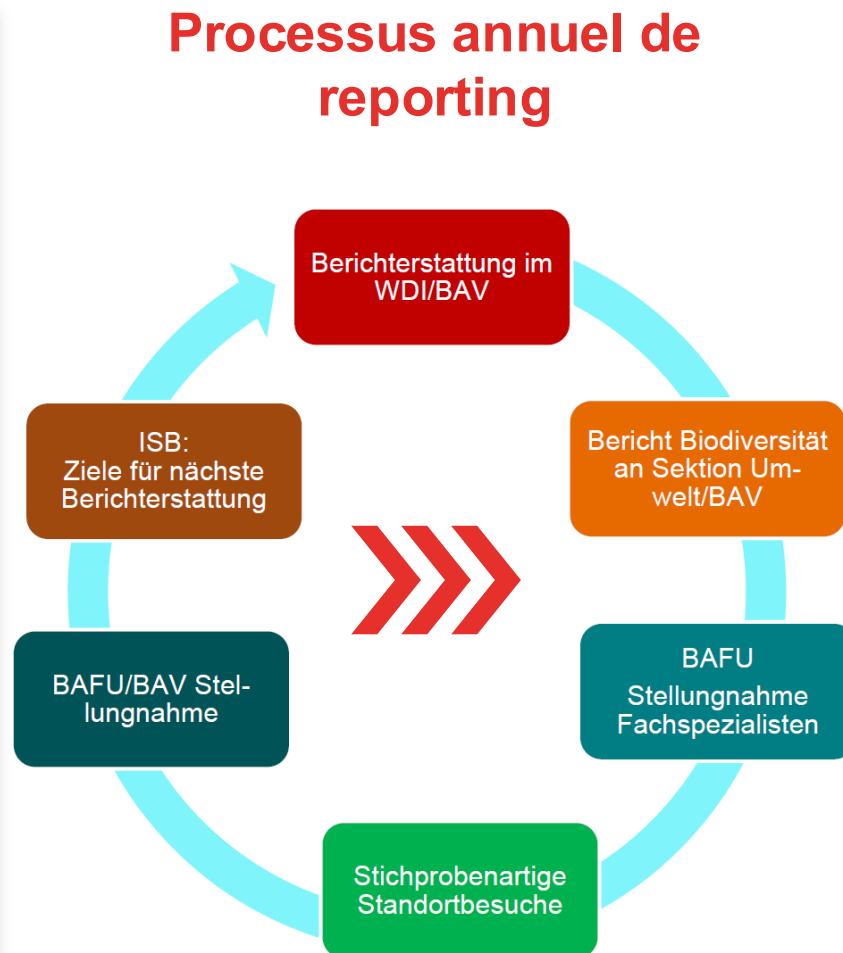 Processus annuel de
reporting
Berichterstattung im
WDI/BAV
Bericht Biodiversität
an Sektion Um-
welt/BAV
BAFU
Stellungnahme
Fachspezialisten
Stichprobenartige
Standortbesuche
BAFU/BAV Stel-
lungnahme
ISB:
Ziele für nächste
Berichterstattung